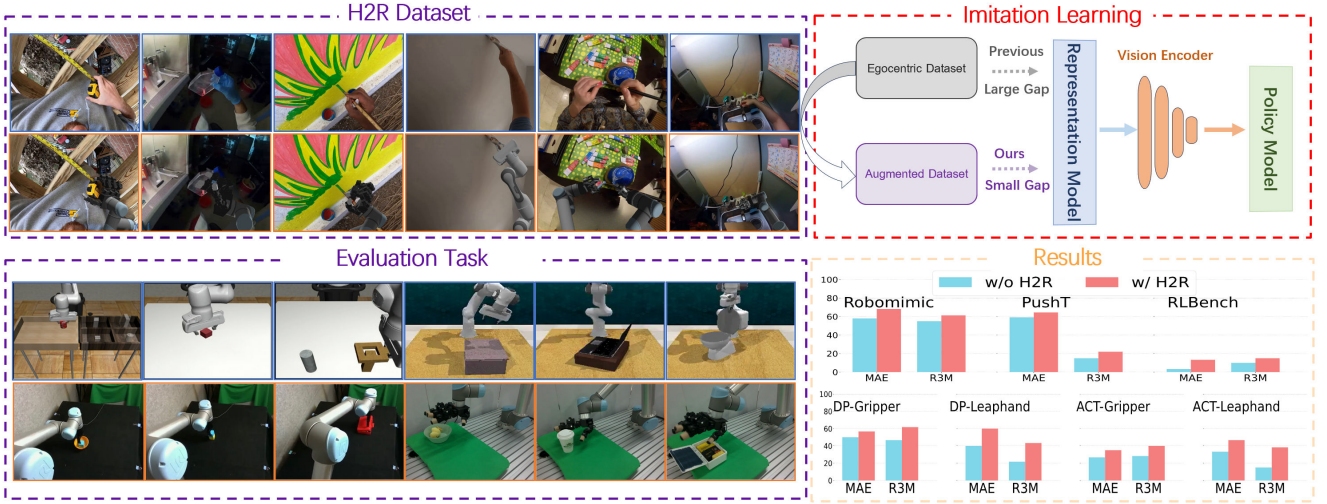 H2R Dataset
Imitation Learning
Egocentric Dataset
Previous
Large Gap
Augmented Dataset
Ours
Small Gap
Representation Model
Vision Encoder
Policy Model
Evaluation Task
Results
w/o H2R
w/ H2R
100
80
60
40
20
0
Robomimic
MAE
R3M
PushT
MAE
R3M
RLBench
MAE
R3M
100
80
60
40
20
0
DP-Gripper
MAE
R3M
DP-Leaphand
MAE
R3M
ACT-Gripper
MAE
R3M
ACT-Leaphand
MAE
R3M